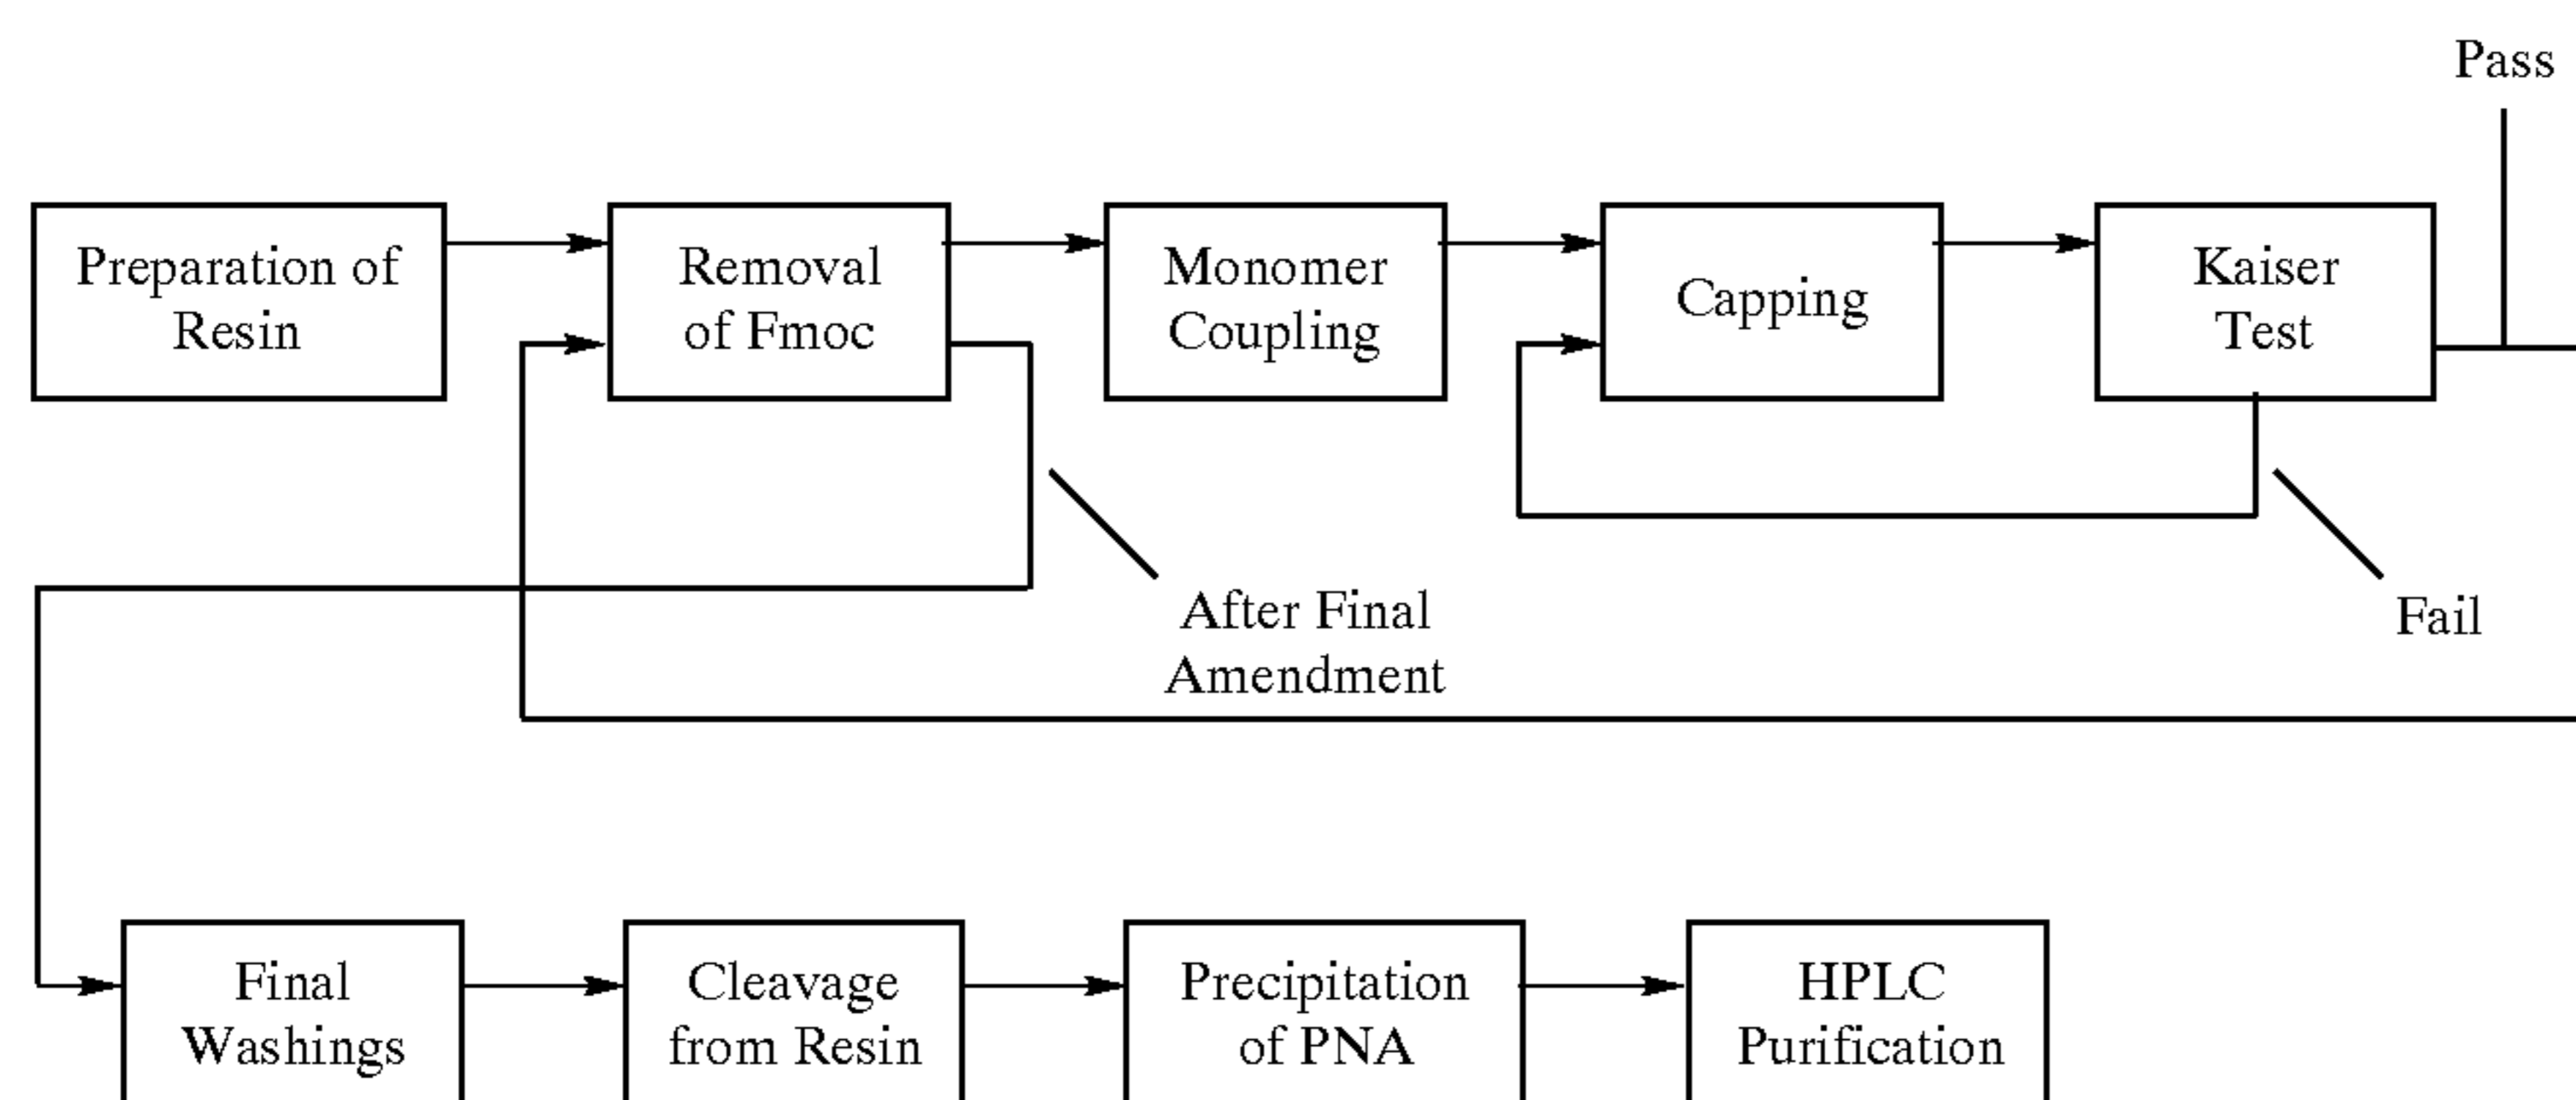 Pass
Preparation of
Resin
Removal
of Fmoc
Monomer
Coupling
Capping
Kaiser
Test
After Final
Amendment
Fail
Final
Washings
Cleavage
from Resin
Precipitation
of PNA
HPLC
Purification